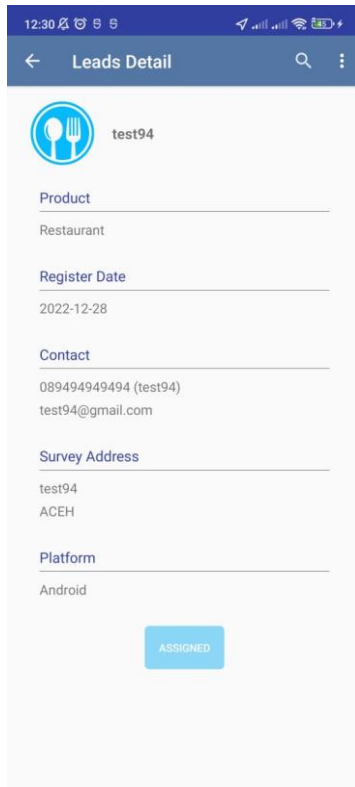 12:30
45
Leads Detail
test94
Product
Restaurant
Register Date
2022-12-28
Contact
089494949494 (test94)
test94@gmail.com
Survey Address
test94
ACEH
Platform
Android
ASSIGNED